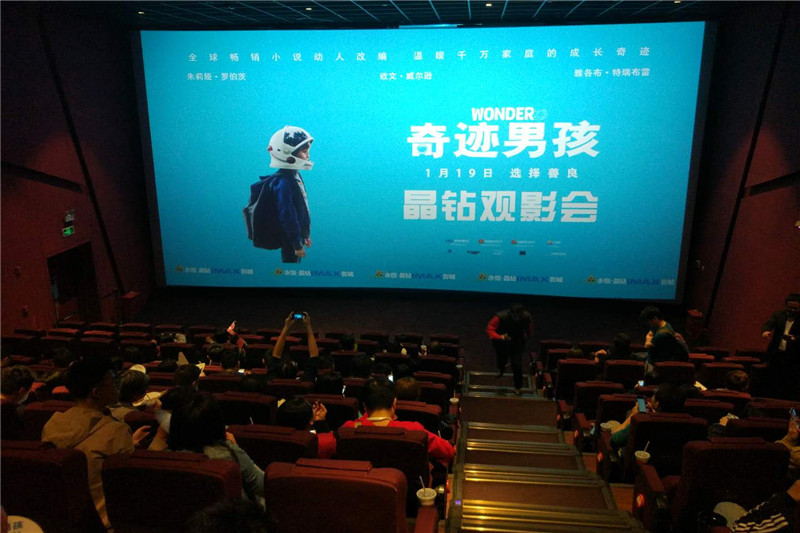 全球畅销小说动人改编 温暖千万家庭的成长奇迹
朱莉娅·罗伯茨 欧文·威尔逊 雅各布·特瑞布雷
WONDER
奇迹男孩
1月19日 选择善良
晶钻观影会